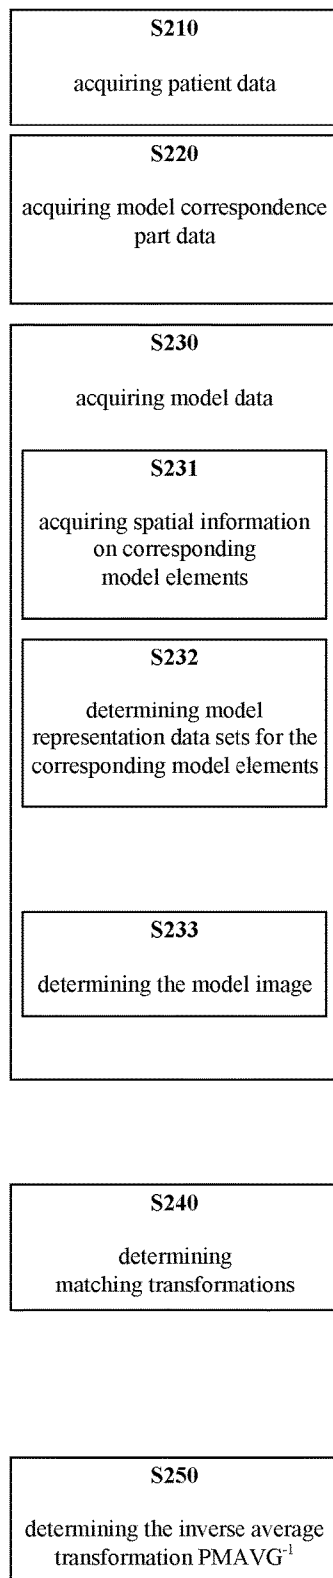 S210
acquiring patient data
S220
acquiring model correspondence
part data
S230
acquiring model data
S231
acquiring spatial information
on corresponding
model elements
S232
determining model
representation data sets for the
corresponding model elements
S233
determining the model image
S240
determining
matching transformations
S250
determining the inverse average
transformation PMAVG⁻¹